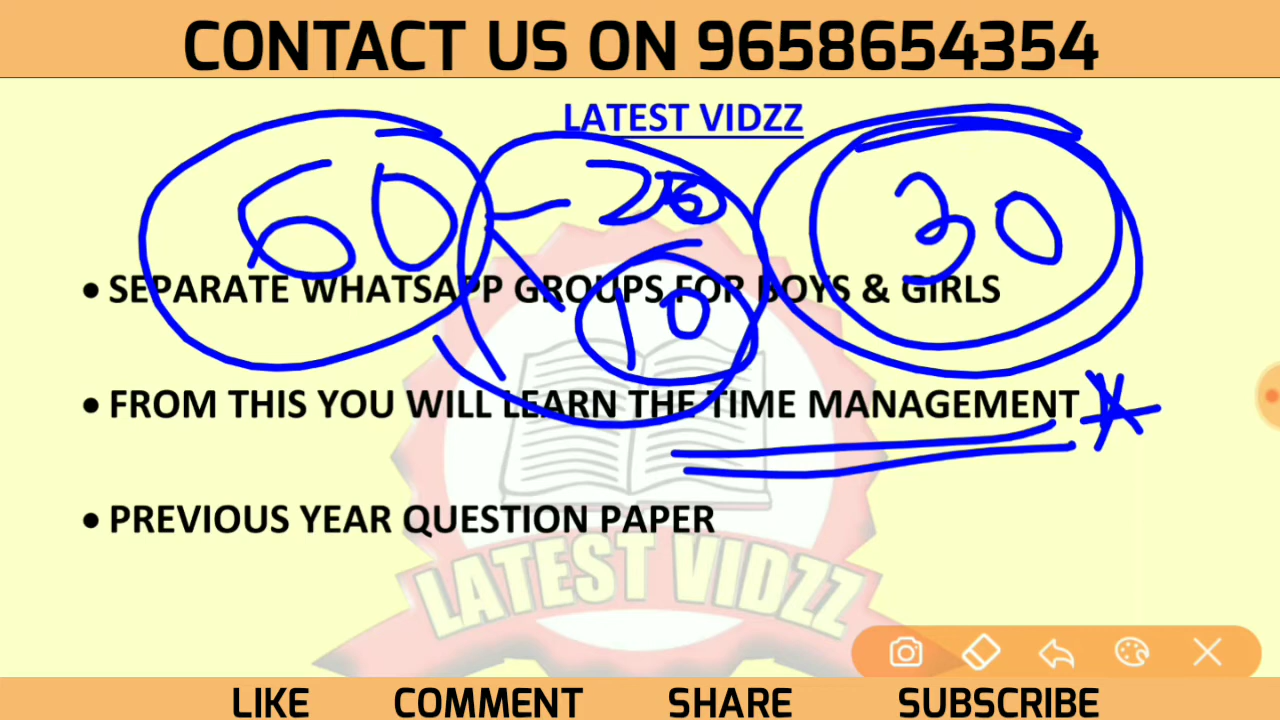 CONTACT US ON 9658654354
LATEST VIDZZ
60 - 20 30
10
• SEPARATE WHATSAPP GROUPS FOR BOYS & GIRLS
• FROM THIS YOU WILL LEARN THE TIME MANAGEMENT
• PREVIOUS YEAR QUESTION PAPER
LATEST VIDZZ
LIKE COMMENT SHARE SUBSCRIBE